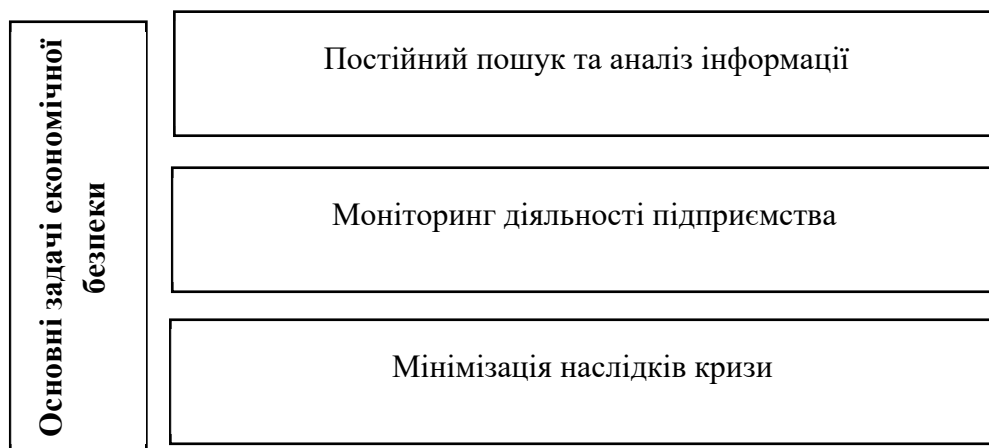 Основні задачі економічної
безпеки
Постійний пошук та аналіз інформації
Моніторинг діяльності підприємства
Мінімізація наслідків кризи